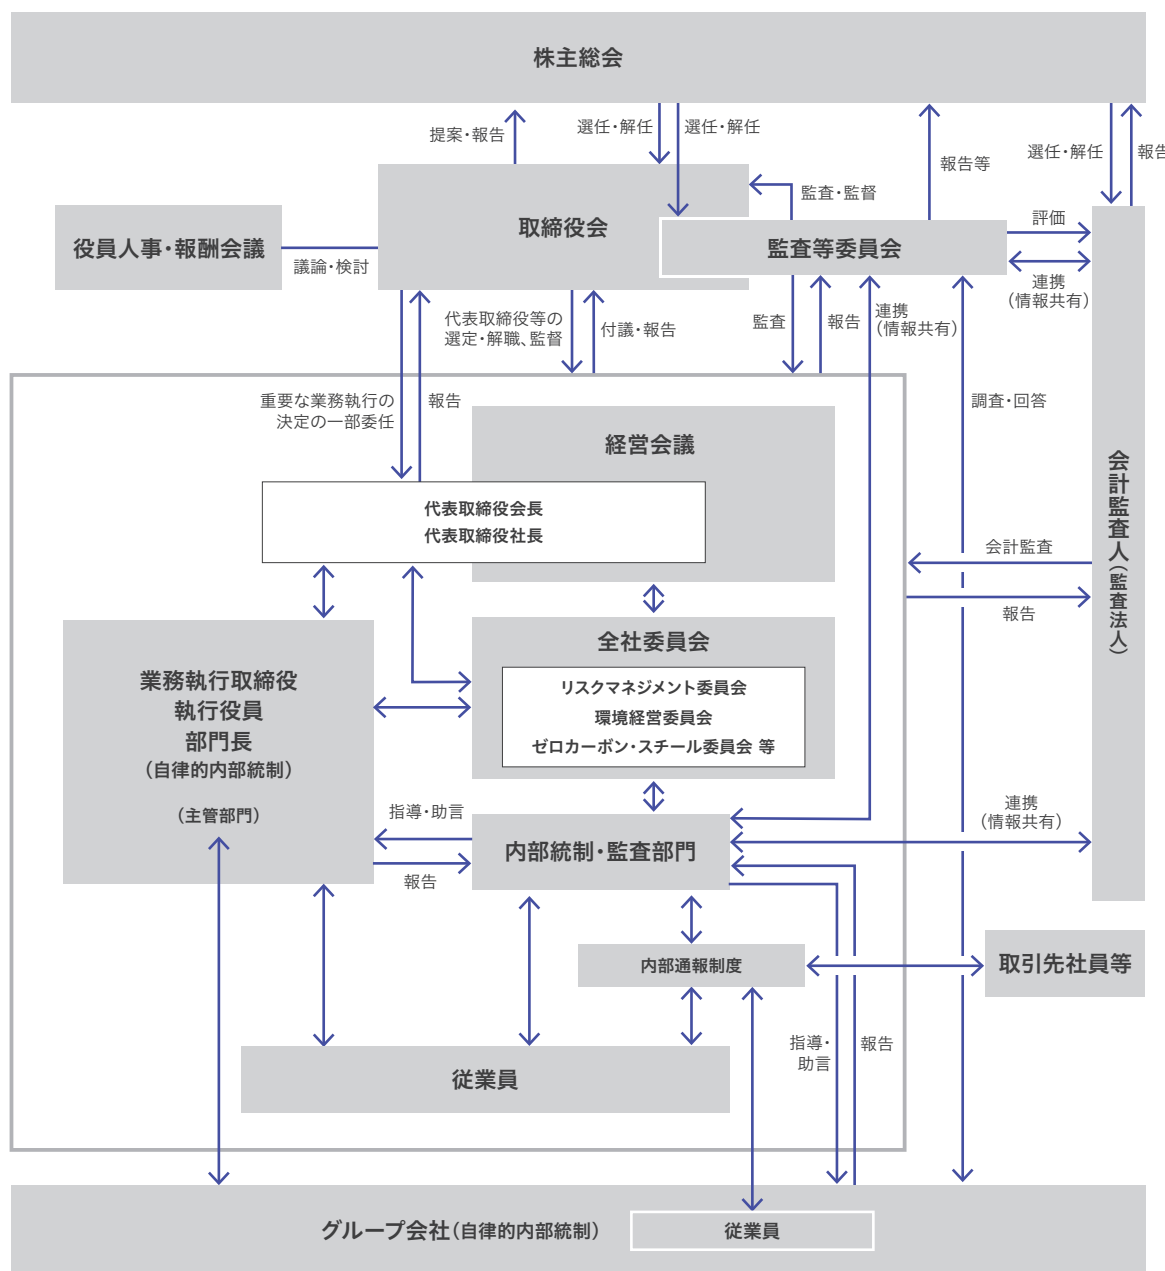 株主総会
提案・報告
選任・解任
選任・解任
報告等
選任・解任
報告
監査・監督
取締役会
役員人事・報酬会議
議論・検討
監査等委員会
評価
連携
（情報共有）
代表取締役等の
選定・解職、監督
付議・報告
監査
報告
連携
（情報共有）
重要な業務執行の
決定の一部委任
報告
調査・回答
経営会議
代表取締役会長
代表取締役社長
会計監査人（監査法人）
会計監査
報告
全社委員会
リスクマネジメント委員会
環境経営委員会
ゼロカーボン・スチール委員会 等
業務執行取締役
執行役員
部門長
（自律的内部統制）
（主管部門）
指導・助言
報告
内部統制・監査部門
連携
（情報共有）
内部通報制度
取引先社員等
指導・
助言
報告
従業員
グループ会社（自律的内部統制）
従業員